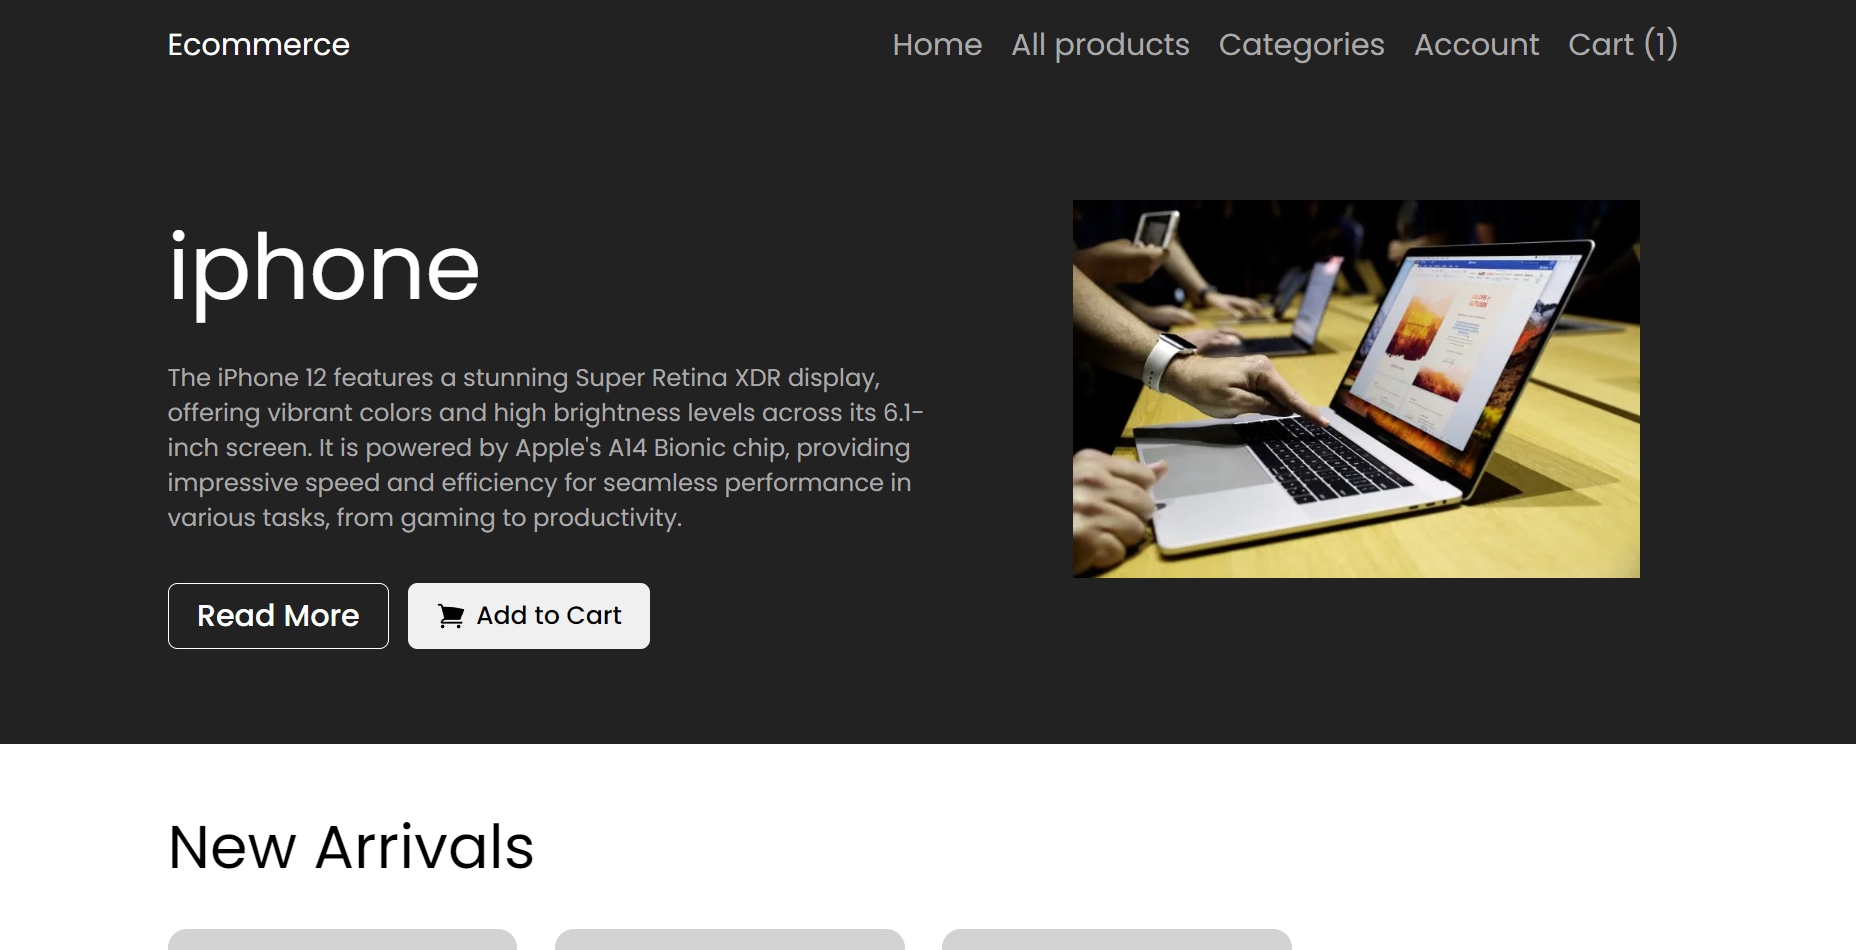 Ecommerce
Home All products Categories Account Cart (1)
iphone
The iPhone 12 features a stunning Super Retina XDR display,
offering vibrant colors and high brightness levels across its 6.1-
inch screen. It is powered by Apple's A14 Bionic chip, providing
impressive speed and efficiency for seamless performance in
various tasks, from gaming to productivity.
Read More Add to Cart
New Arrivals